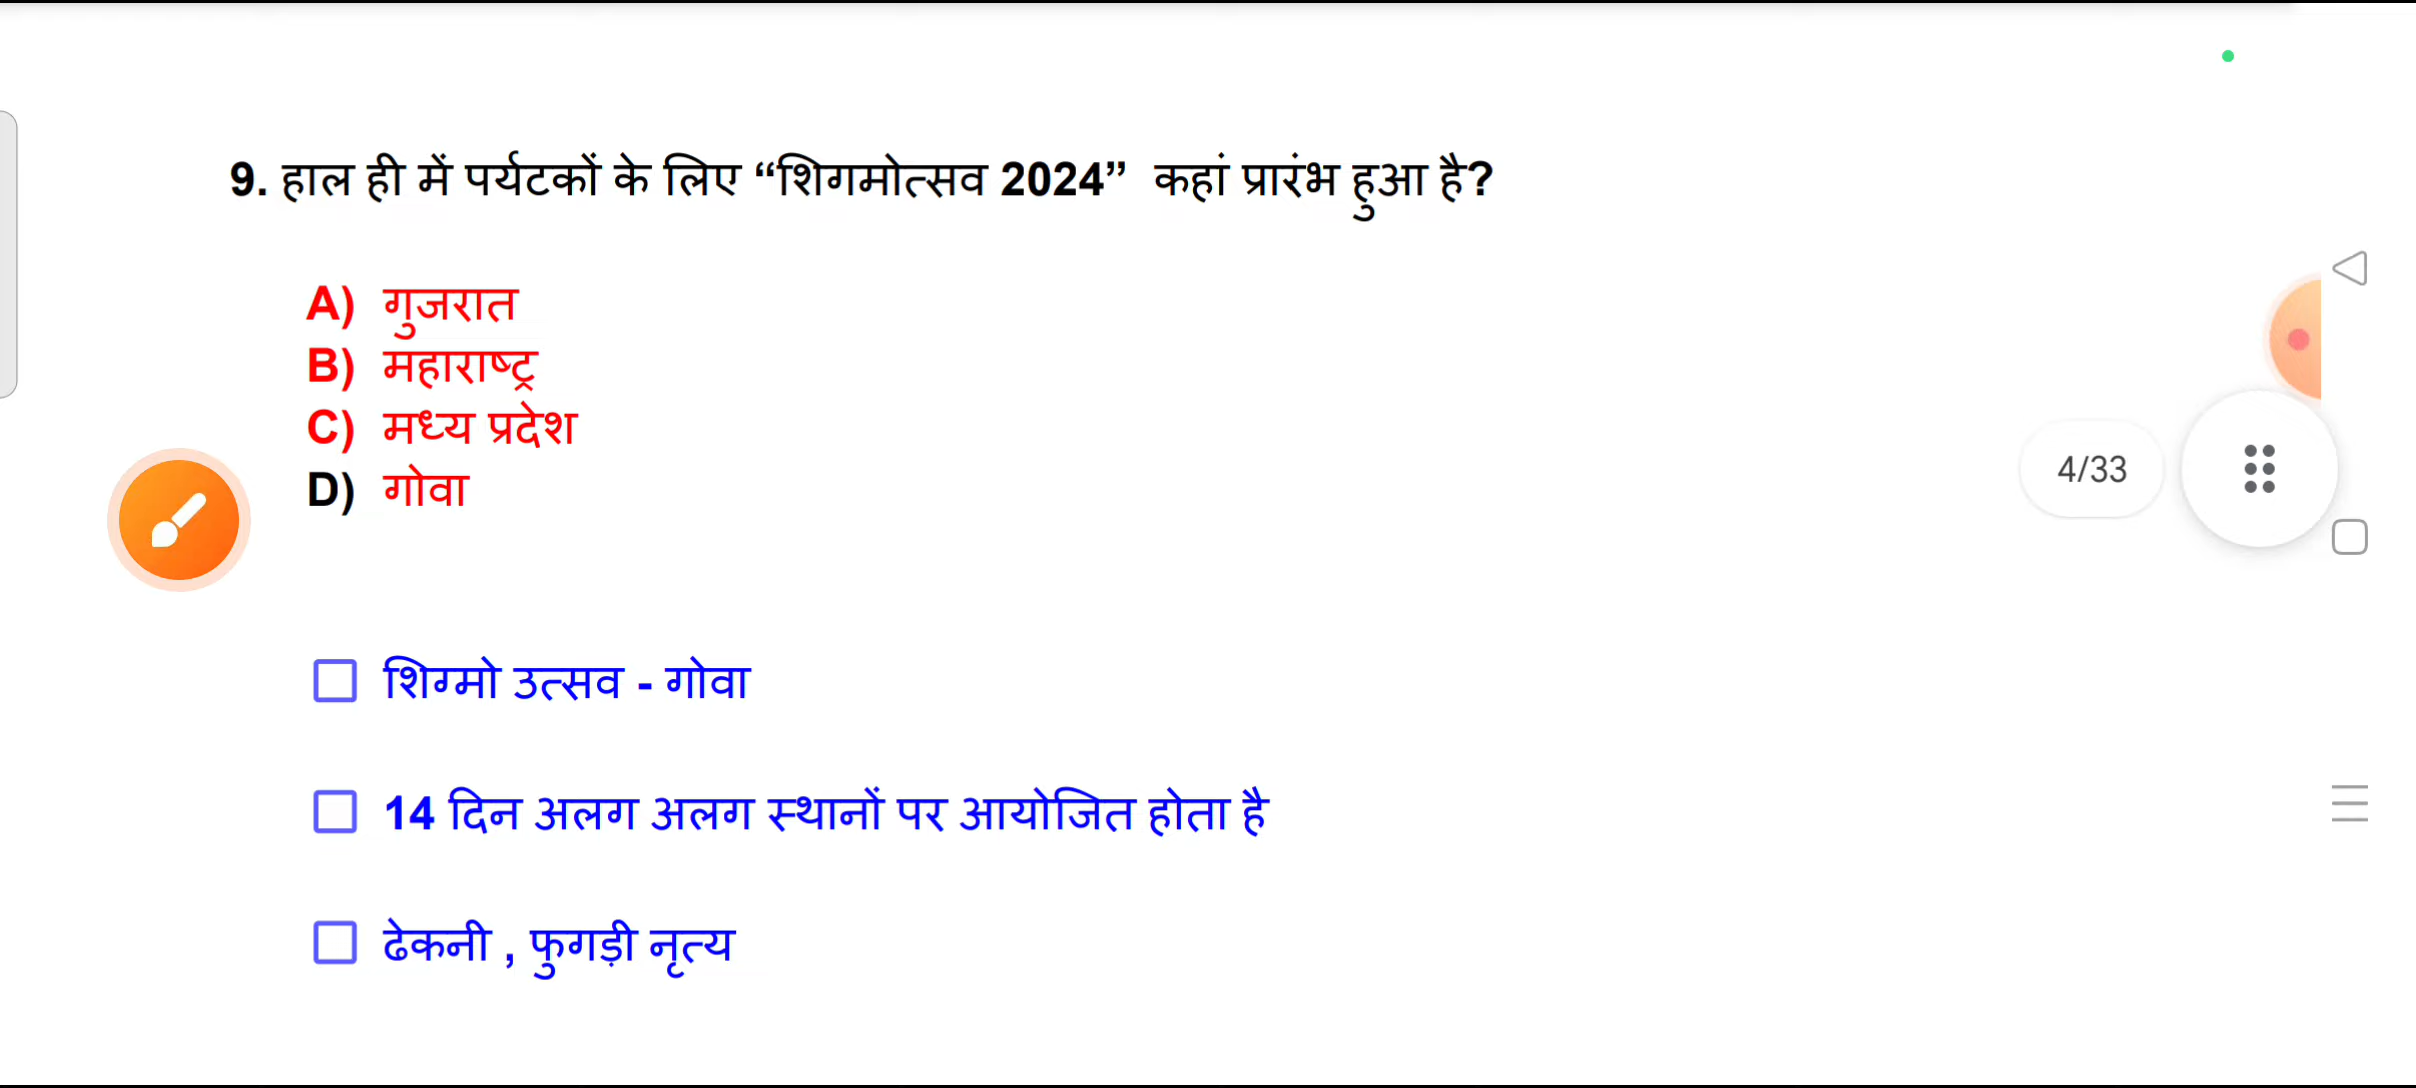 9. हाल ही में पर्यटकों के लिए “शिगमोत्सव 2024” कहां प्रारंभ हुआ है?
A) गुजरात
B) महाराष्ट्र
C) मध्य प्रदेश
D) गोवा
4/33
शिग्मो उत्सव - गोवा
14 दिन अलग अलग स्थानों पर आयोजित होता है
ढेकनी , फुगड़ी नृत्य